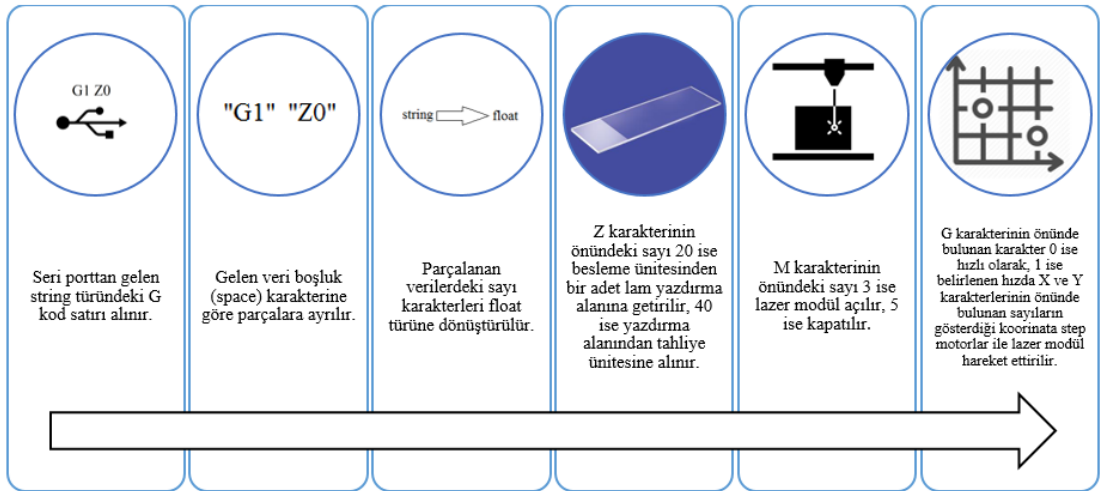 G1 Z0
Seri porttan gelen
string türündeki G
kod satırı alınır.
"G1" "Z0"
Gelen veri boşluk
(space) karakterine
göre parçalara ayrılır.
string
float
Parçalanan
verilerdeki sayı
karakterleri float
türüne dönüştürülür.
Z karakterinin
önündeki sayı 20 ise
besleme ünitesinden
bir adet lam yazdırma
alanına getirilir, 40
ise yazdırma
alanından tahliye
ünitesine alınır.
M karakterinin
önündeki sayı 3 ise
lazer modül açılır, 5
ise kapatılır.
G karakterinin önünde
bulunan karakter 0 ise
hızlı olarak, 1 ise
belirlenen hızda X ve Y
karakterlerinin önünde
bulunan sayıların
gösterdiği koorinata step
motorlar ile lazer modül
hareket ettirilir.